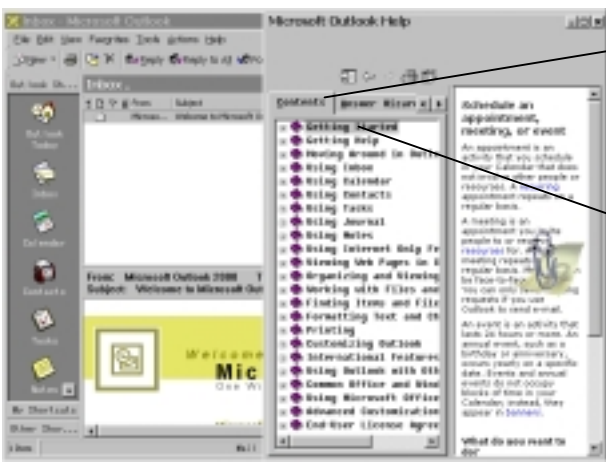 Inbox - Microsoft Outlook
File Edit View Favorites Tools Actions Help
New Reply Reply to All
Outlook Sh...
Inbox .
From Subject
Welcome to Microsoft O
Outlook
Today
Inbox
Calendar
Contacts
Tasks
Notes
My Shortcuts
Other Shor...
From: Microsoft Outlook 2000 T
Subject: Welcome to Microsoft Out
Welcome
Mic
One Wi
1 Item
Microsoft Outlook Help
Contents Answer Wizard
Getting Started
Getting Help
Moving Around in Outl
Using Inbox
Using Calendar
Using Contacts
Using Tasks
Using Journal
Using Notes
Using Internet Only Fe
Viewing Web Pages in O
Organizing and Viewing
Working with Files and
Finding Items and File
Formatting Text and Ch
Printing
Customizing Outlook
International Features
Using Outlook with Oth
Common Office and Wind
Using Microsoft Office
Advanced Customization
End-User License Agree
Schedule an
appointment,
meeting, or event
An appointment is an
activity that you schedule
in your Calendar that does
not involve other people or
resources. A recurring
appointment repeats on a
regular basis.
A meeting is an
appointment you invite
people to or
resources for.
meeting repeats
regular basis.
be face-to-face
You can only
requests if you use
Outlook to send e-mail.
An event is an activity that
lasts 24 hours or more. An
annual event, such as a
birthday or anniversary,
occurs yearly on a specific
date. Events and annual
events do not occupy
blocks of time in your
Calendar; instead, they
appear in banners.
What do you want to
do?